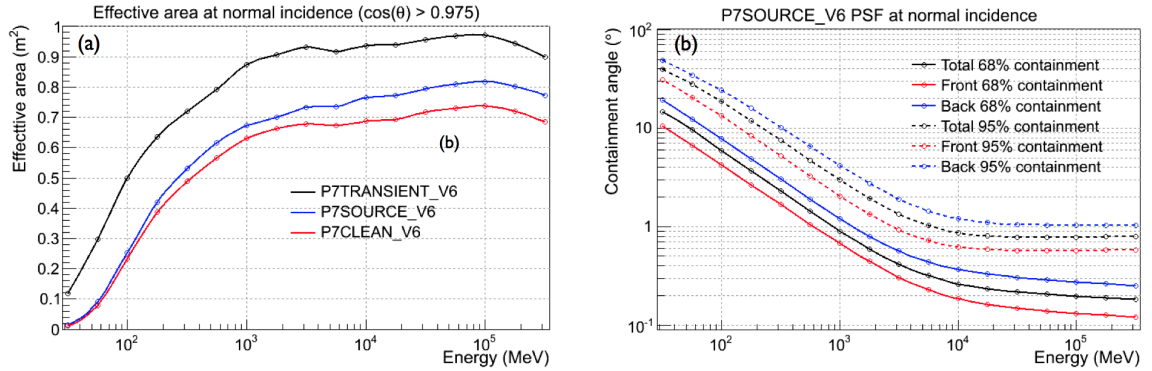 Effective area at normal incidence (cos(θ) > 0.975)
Effective area (m²)
(a)
1
0.9
0.8
0.7
0.6
0.5
0.4
0.3
0.2
0.1
0
(b)
P7TRANSIENT_V6
P7SOURCE_V6
P7CLEAN_V6
10² 10³ 10⁴ 10⁵
Energy (MeV)
P7SOURCE_V6 PSF at normal incidence
Containment angle (°)
(b)
10²
10
1
10⁻¹
Total 68% containment
Front 68% containment
Back 68% containment
Total 95% containment
Front 95% containment
Back 95% containment
10² 10³ 10⁴ 10⁵
Energy (MeV)